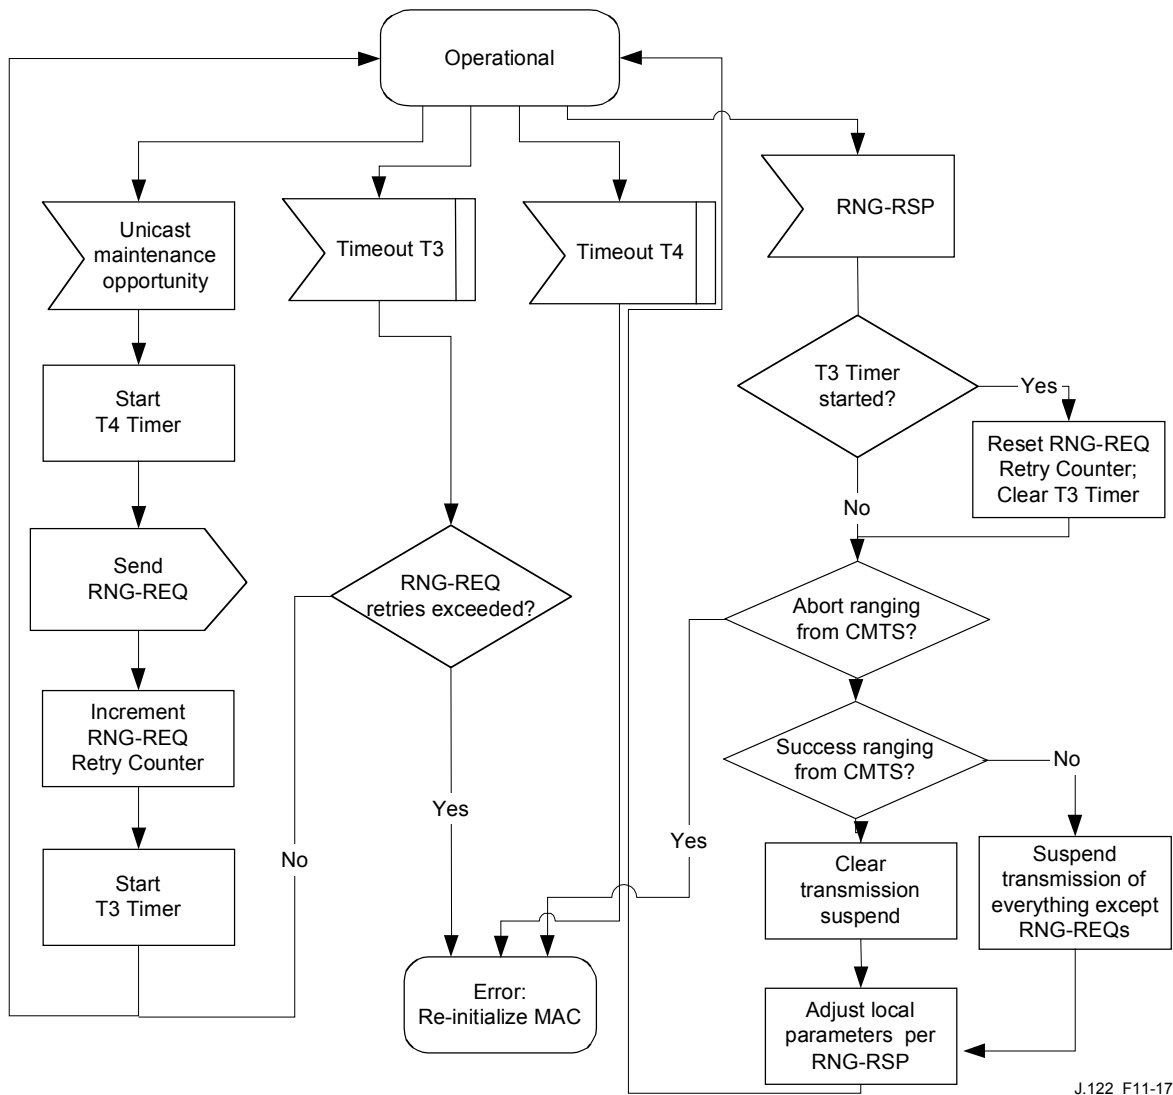 Operational
Unicast
maintenance
opportunity
Timeout T3
Timeout T4
RNG-RSP
Start
T4 Timer
T3 Timer
started?
Yes
Reset RNG-REQ
Retry Counter;
Clear T3 Timer
No
Send
RNG-REQ
RNG-REQ
retries exceeded?
Abort ranging
from CMTS?
Increment
RNG-REQ
Retry Counter
Success ranging
from CMTS?
No
Yes
Yes
No
Start
T3 Timer
Clear
transmission
suspend
Suspend
transmission of
everything except
RNG-REQs
Error:
Re-initialize MAC
Adjust local
parameters per
RNG-RSP
J.122_F11-17